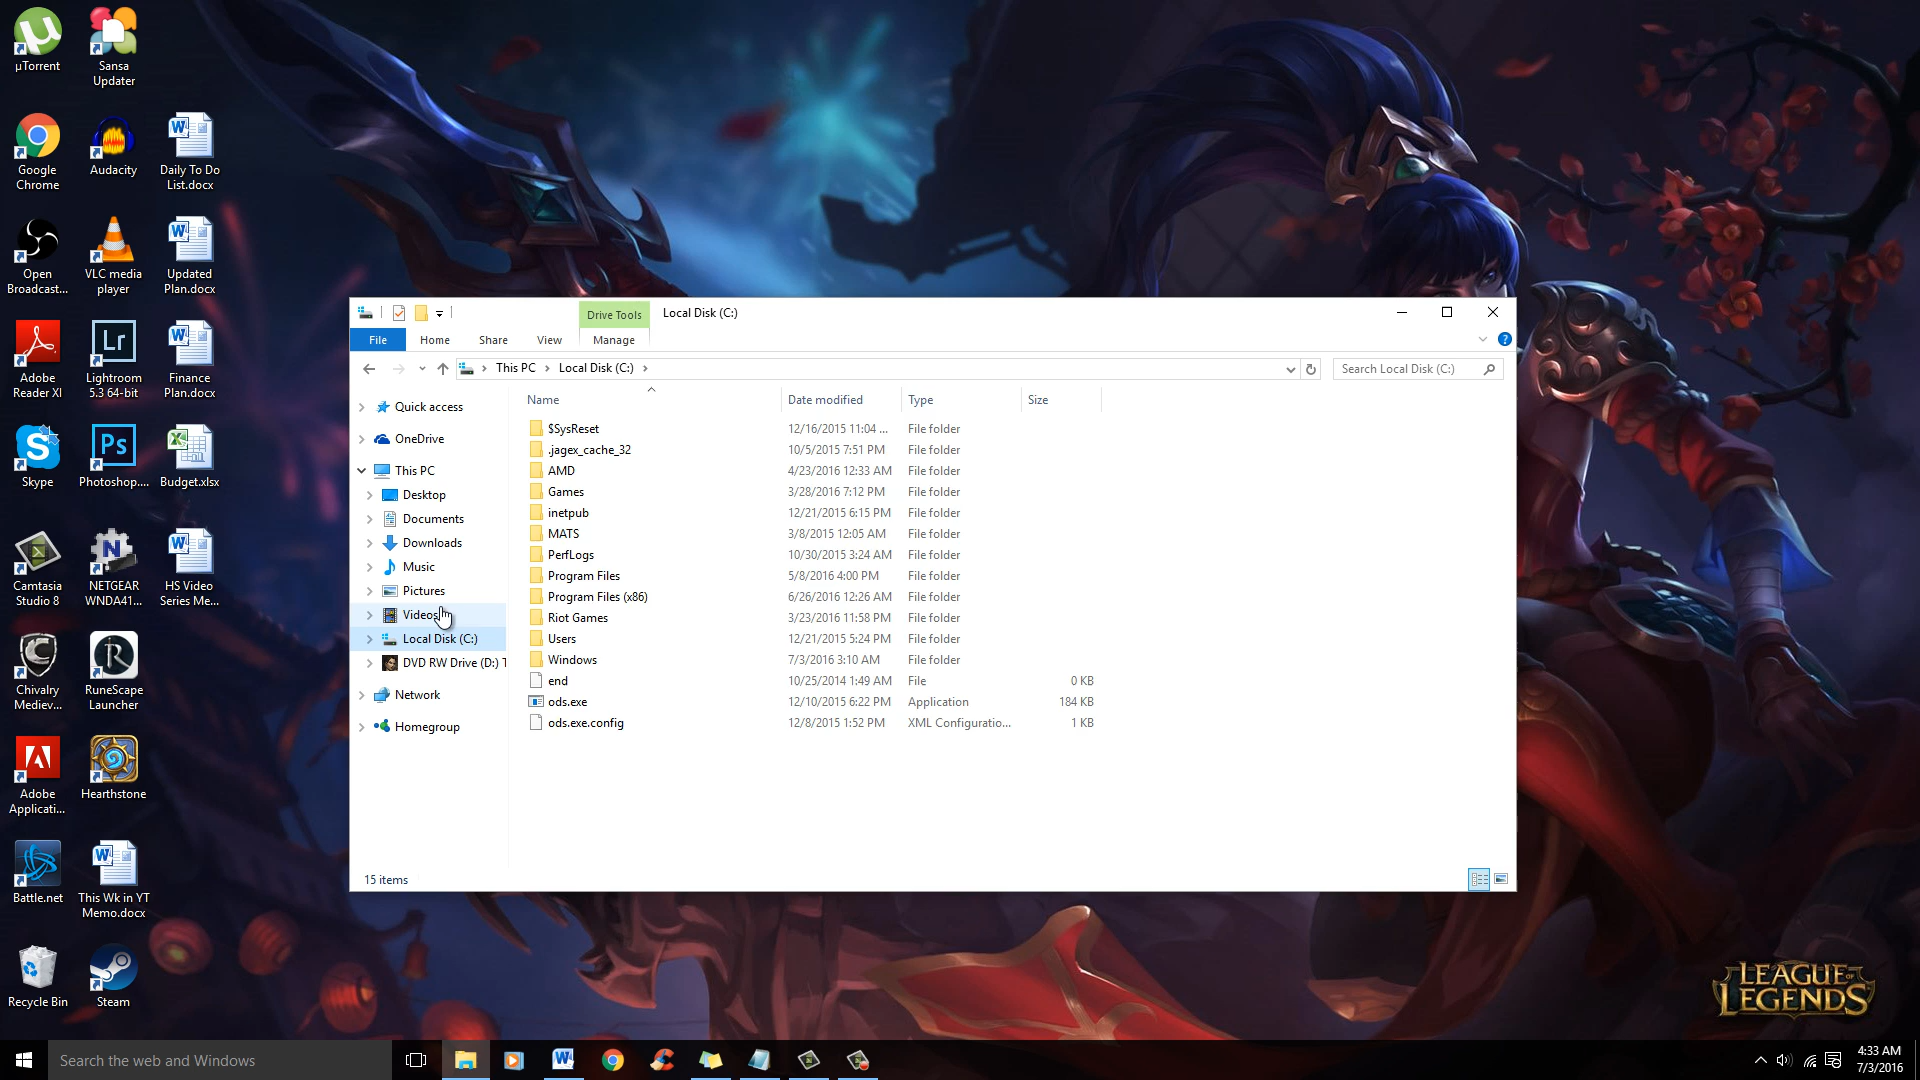 µTorrent
Sansa
Updater
Google
Chrome
Audacity
Daily To Do
List.docx
Open
Broadcast...
VLC media
player
Updated
Plan.docx
Adobe
Reader XI
Lr
Lightroom
5.3 64-bit
Finance
Plan.docx
Skype
Ps
Photoshop....
Budget.xlsx
Camtasia
Studio 8
NETGEAR
WNDA41...
HS Video
Series Me...
Chivalry
Mediev...
RuneScape
Launcher
Adobe
Applicati...
Hearthstone
Battle.net
This Wk in YT
Memo.docx
Recycle Bin
Steam
Drive Tools
Local Disk (C:)
File
Home
Share
View
Manage
This PC
Local Disk (C:)
Search Local Disk (C:)
Quick access
OneDrive
This PC
Desktop
Documents
Downloads
Music
Pictures
Videos
Local Disk (C:)
DVD RW Drive (D:) T
Network
Homegroup
Name Date modified Type Size
$SysReset 12/16/2015 11:04 ... File folder
.jagex_cache_32 10/5/2015 7:51 PM File folder
AMD 4/23/2016 12:33 AM File folder
Games 3/28/2016 7:12 PM File folder
inetpub 12/21/2015 6:15 PM File folder
MATS 3/8/2015 12:05 AM File folder
PerfLogs 10/30/2015 3:24 AM File folder
Program Files 5/8/2016 4:00 PM File folder
Program Files (x86) 6/26/2016 12:26 AM File folder
Riot Games 3/23/2016 11:58 PM File folder
Users 12/21/2015 5:24 PM File folder
Windows 7/3/2016 3:10 AM File folder
end 10/25/2014 1:49 AM File 0 KB
ods.exe 12/10/2015 6:22 PM Application 184 KB
ods.exe.config 12/8/2015 1:52 PM XML Configuratio... 1 KB
15 items
LEAGUE OF
LEGENDS
Search the web and Windows
4:33 AM
7/3/2016